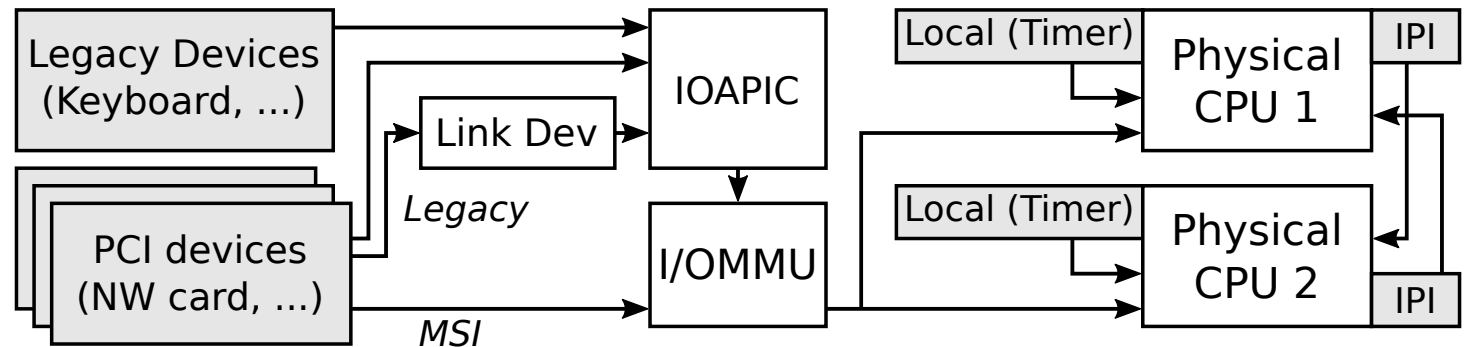 Legacy Devices
(Keyboard, ...)
PCI devices
(NW card, ...)
Link Dev
Legacy
MSI
IOAPIC
I/OMMU
Local (Timer)
Physical
CPU 1
IPI
Local (Timer)
Physical
CPU 2
IPI